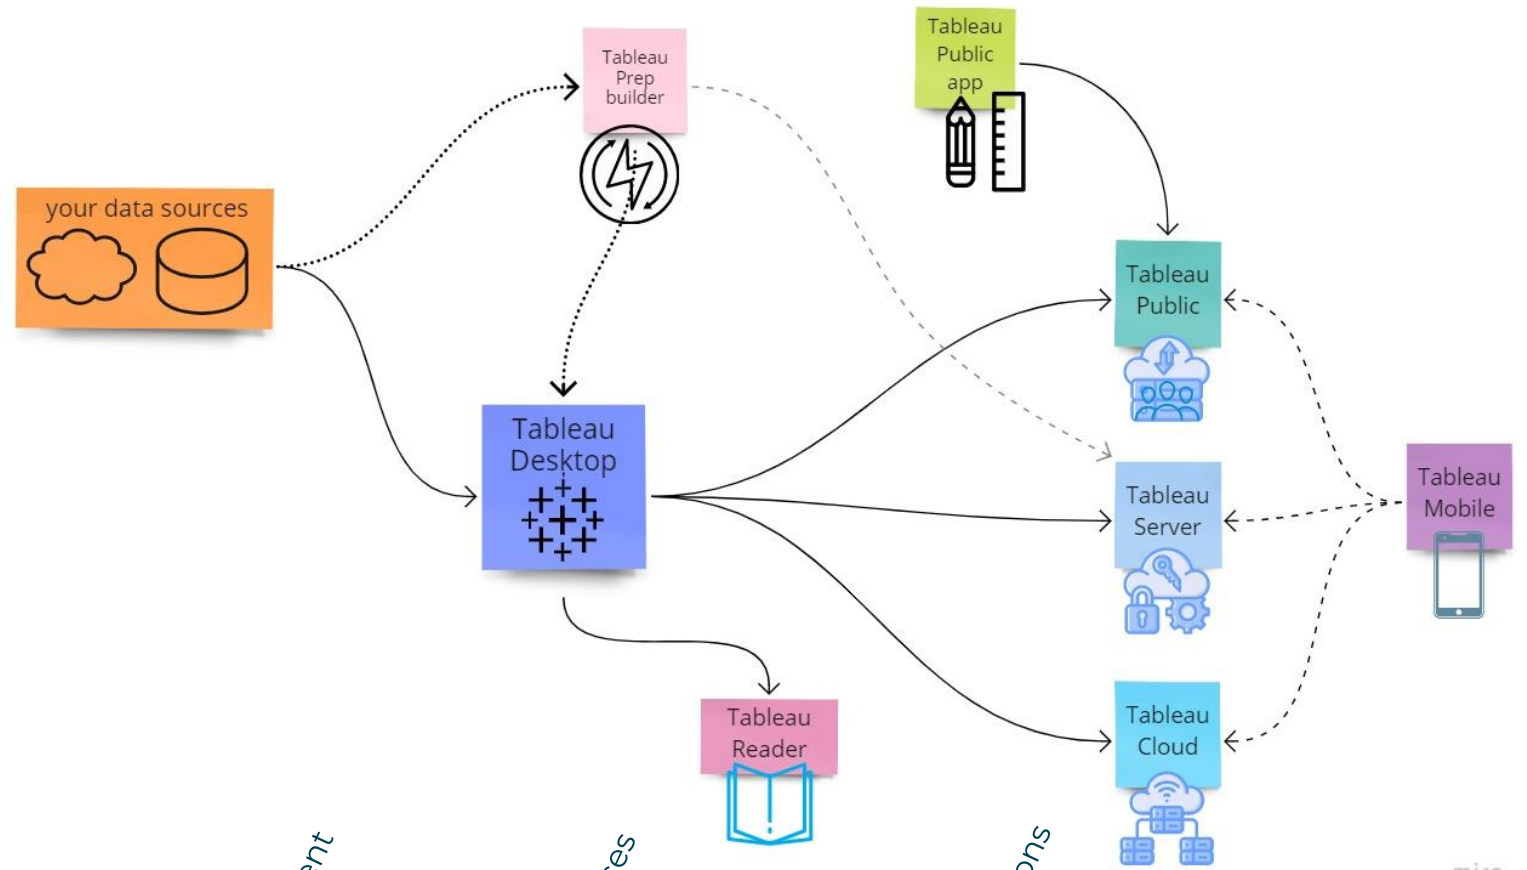 Tableau
Prep
builder
Tableau
Public
app
your data sources
Tableau
Public
Tableau
Desktop
Tableau
Server
Tableau
Mobile
Tableau
Reader
Tableau
Cloud